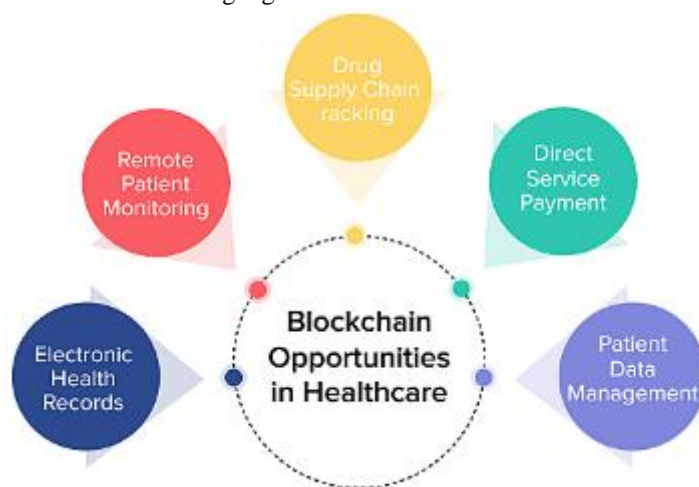 Drug
Supply Chain
racking
Remote
Patient
Monitoring
Direct
Service
Payment
Blockchain
Opportunities
in Healthcare
Electronic
Health
Records
Patient
Data
Management